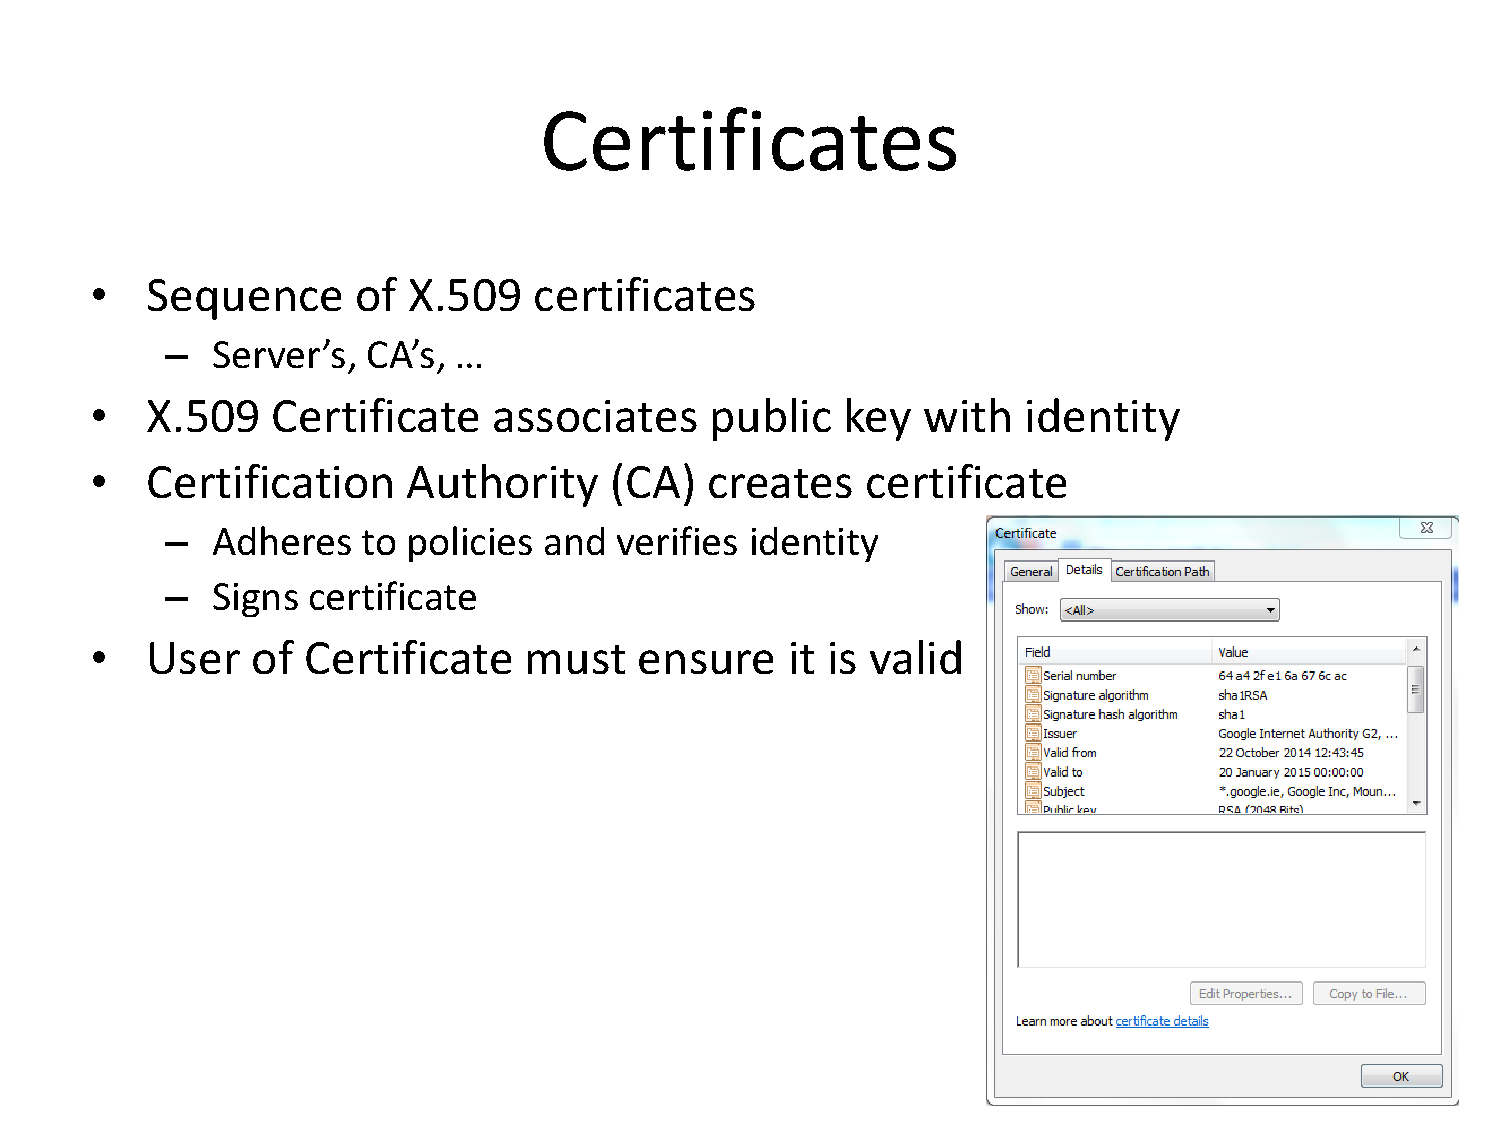 Certificates
• Sequence of X.509 certificates
– Server’s, CA’s, …
• X.509 Certificate associates public key with identity
• Certification Authority (CA) creates certificate
– Adheres to policies and verifies identity
– Signs certificate
• User of Certificate must ensure it is valid
Certificate
General Details Certification Path
Show: <All>
Field Value
Serial number 64 a4 2f e1 6a 67 6c ac
Signature algorithm sha1RSA
Signature hash algorithm sha1
Issuer Google Internet Authority G2, ...
Valid from 22 October 2014 12:43:45
Valid to 20 January 2015 00:00:00
Subject *.google.ie, Google Inc, Moun...
Public key RSA (2048 Bits)
Edit Properties... Copy to File...
Learn more about certificate details
OK